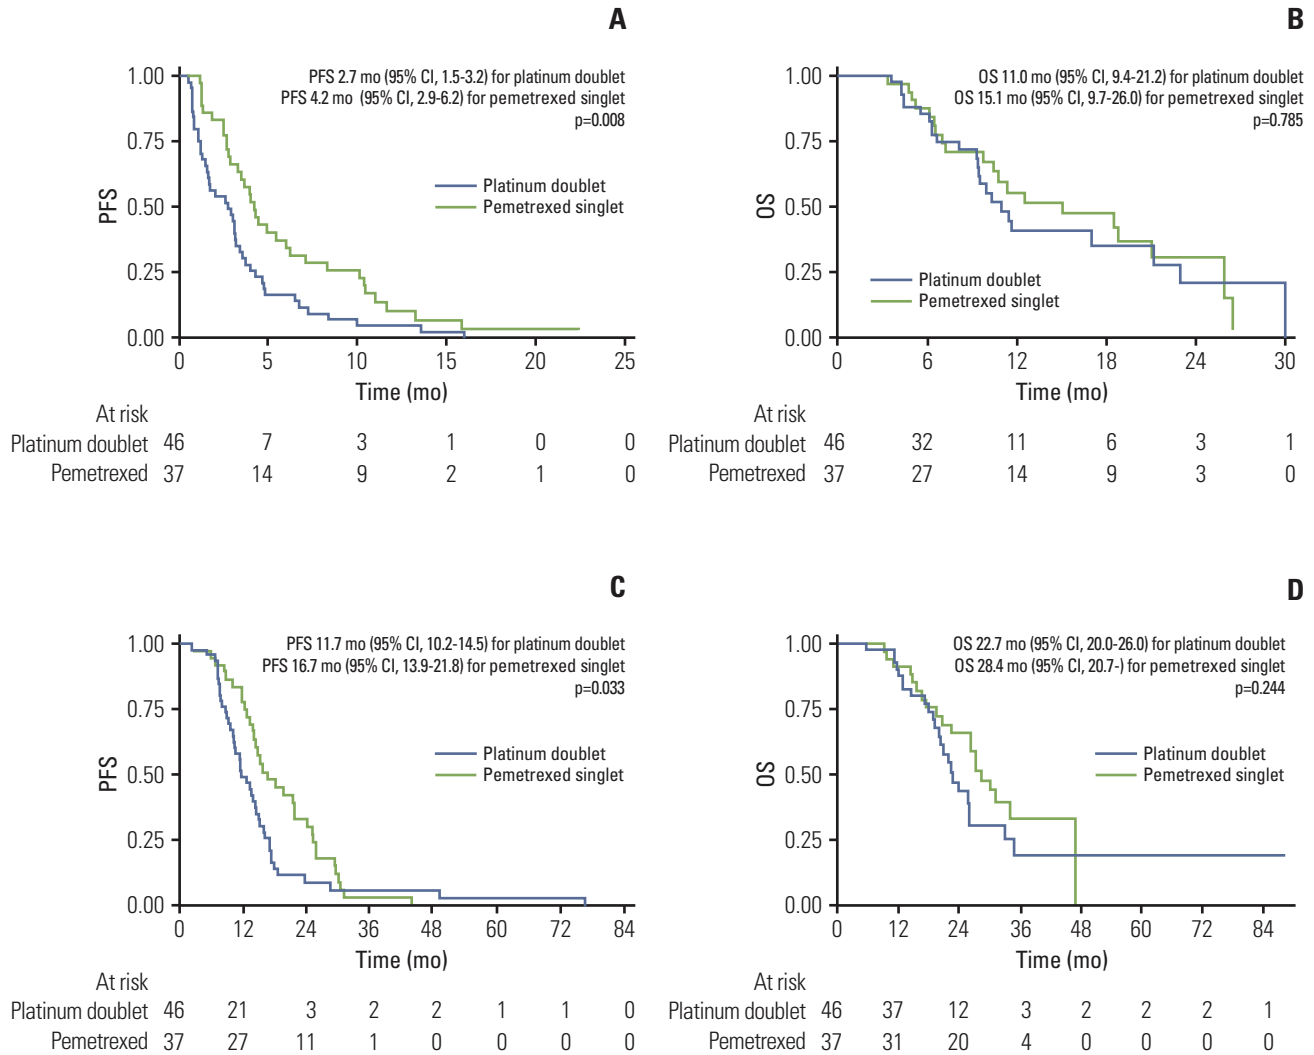 A
PFS 2.7 mo (95% CI, 1.5-3.2) for platinum doublet
PFS 4.2 mo (95% CI, 2.9-6.2) for pemetrexed singlet
p=0.008
1.00
0.75
0.50
0.25
0.00
PFS
Platinum doublet
Pemetrexed singlet
0 5 10 15 20 25
Time (mo)
At risk
Platinum doublet 46 7 3 1 0 0
Pemetrexed 37 14 9 2 1 0
B
OS 11.0 mo (95% CI, 9.4-21.2) for platinum doublet
OS 15.1 mo (95% CI, 9.7-26.0) for pemetrexed singlet
p=0.785
1.00
0.75
0.50
0.25
0.00
OS
Platinum doublet
Pemetrexed singlet
0 6 12 18 24 30
Time (mo)
At risk
Platinum doublet 46 32 11 6 3 1
Pemetrexed 37 27 14 9 3 0
C
PFS 11.7 mo (95% CI, 10.2-14.5) for platinum doublet
PFS 16.7 mo (95% CI, 13.9-21.8) for pemetrexed singlet
p=0.033
1.00
0.75
0.50
0.25
0.00
PFS
Platinum doublet
Pemetrexed singlet
0 12 24 36 48 60 72 84
Time (mo)
At risk
Platinum doublet 46 21 3 2 2 1 1 0
Pemetrexed 37 27 11 1 0 0 0 0
D
OS 22.7 mo (95% CI, 20.0-26.0) for platinum doublet
OS 28.4 mo (95% CI, 20.7-) for pemetrexed singlet
p=0.244
1.00
0.75
0.50
0.25
0.00
OS
Platinum doublet
Pemetrexed singlet
0 12 24 36 48 60 72 84
Time (mo)
At risk
Platinum doublet 46 37 12 3 2 2 2 1
Pemetrexed 37 31 20 4 0 0 0 0